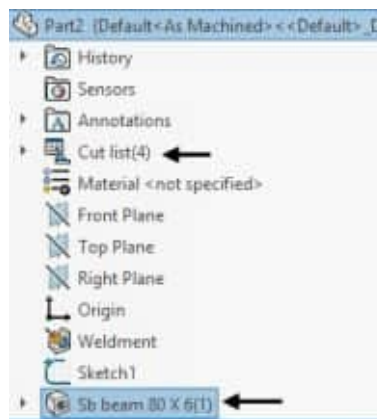 Part2 (Default<As Machined><<Default>_D
History
Sensors
Annotations
Cut list(4)
Material <not specified>
Front Plane
Top Plane
Right Plane
Origin
Weldment
Sketch1
Sb beam 80 X 6(1)